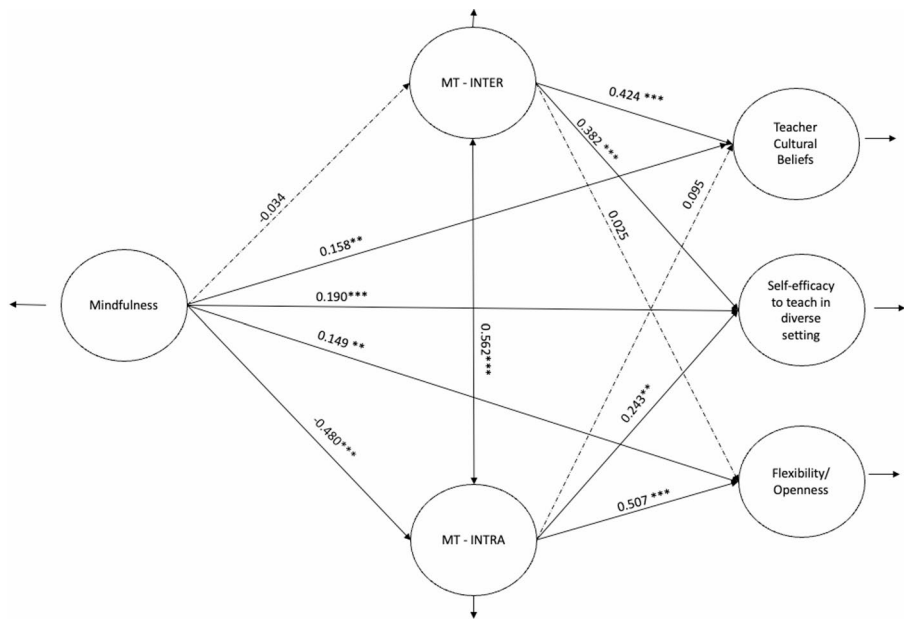 MT - INTER
0.424 ***
0.382 ***
Teacher
Cultural
Beliefs
-0.034
0.095
0.025
0.158**
Mindfulness
0.190***
Self-efficacy
to teach in
diverse
setting
0.149 **
0.562***
0.243**
-0.480***
Flexibility/
Openness
0.507 ***
MT - INTRA